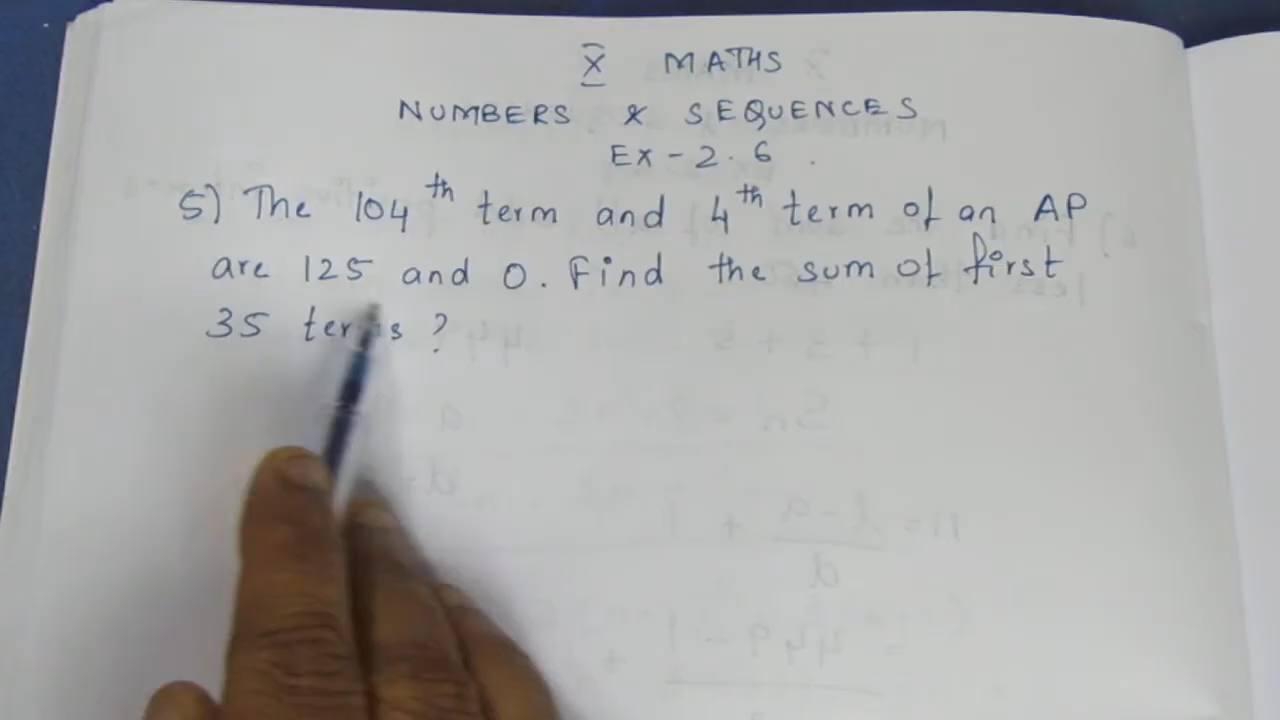 X MATHS
NUMBERS & SEQUENCES
Ex-2.6
5) The 104th term and 4th term of an AP
are 125 and 0. Find the sum of first
35 terms ?